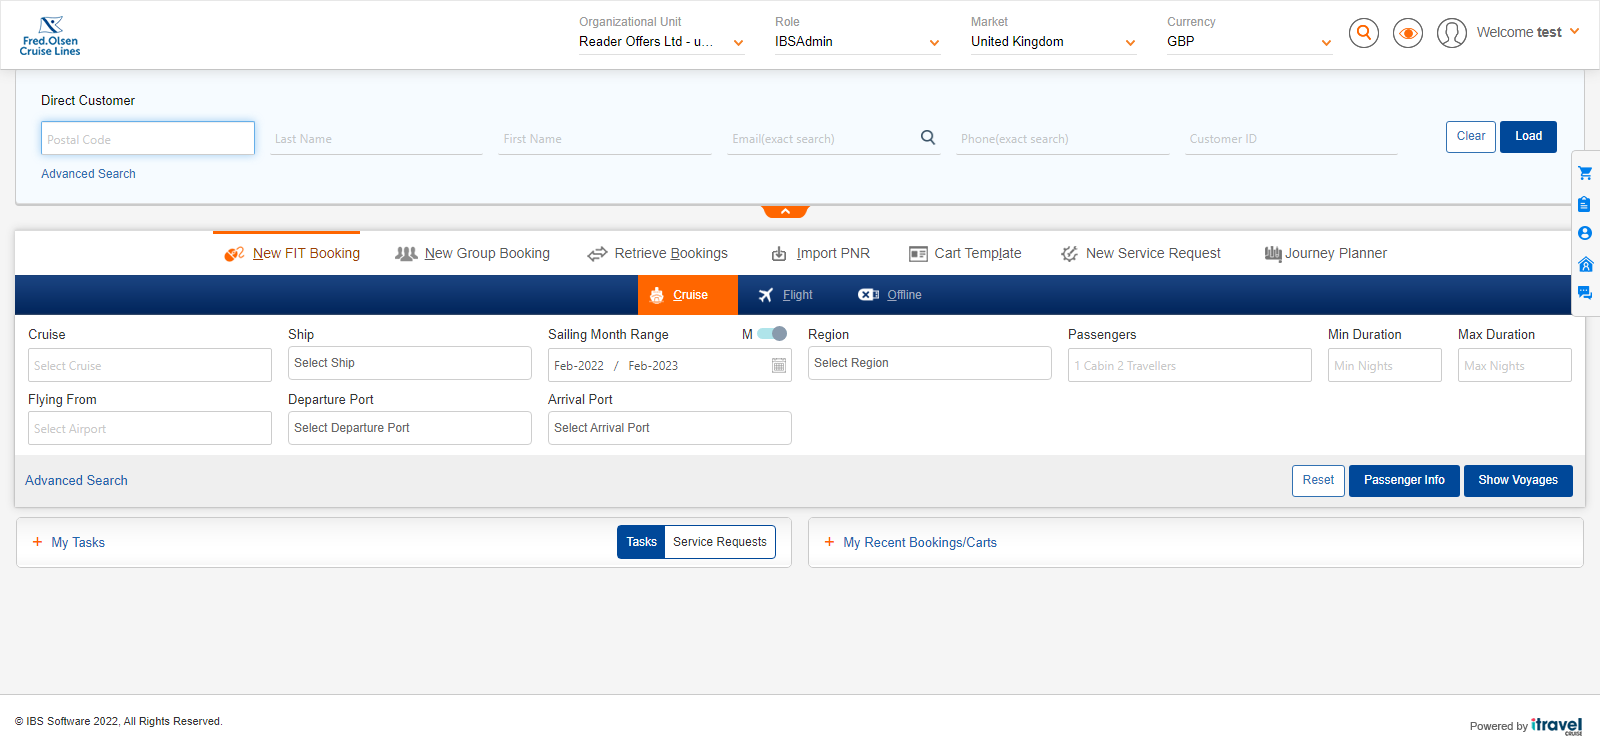 Fred.Olsen
Cruise Lines
Organizational Unit
Reader Offers Ltd - u...
Role
IBSAdmin
Market
United Kingdom
Currency
GBP
Welcome test
Direct Customer
Postal Code
Last Name
First Name
Email(exact search)
Phone(exact search)
Customer ID
Clear
Load
Advanced Search
New FIT Booking
New Group Booking
Retrieve Bookings
Import PNR
Cart Template
New Service Request
Journey Planner
Cruise
Flight
Offline
Cruise
Ship
Sailing Month Range
M
Region
Passengers
Min Duration
Max Duration
Select Cruise
Select Ship
Feb-2022 / Feb-2023
Select Region
1 Cabin 2 Travellers
Min Nights
Max Nights
Flying From
Departure Port
Arrival Port
Select Airport
Select Departure Port
Select Arrival Port
Advanced Search
Reset
Passenger Info
Show Voyages
+ My Tasks
Tasks
Service Requests
+ My Recent Bookings/Carts
© IBS Software 2022, All Rights Reserved.
Powered by itravel
CRUISE